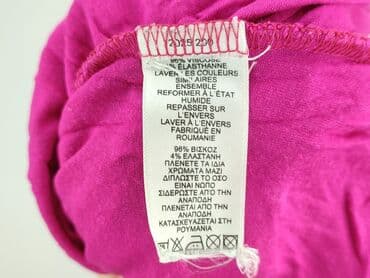 96% VISCOSE
4% ÉLASTHANNE
LAVER LES COULEURS
SIMILAIRES
ENSEMBLE
REFORMER À L'ÉTAT
HUMIDE
REPASSER SUR
L'ENVERS
LAVER À L'ENVERS
FABRIQUÉ EN
ROUMANIE
96% ΒΙΣΚΟΖ
4% ΕΛΑΣΤΑΝΗ
ΠΛΕΝΕΤΕ ΤΑ ΙΔΙΑ
ΧΡΩΜΑΤΑ ΜΑΖΙ
ΔΙΠΛΩΣΤΕ ΤΟ ΟΣΟ
ΕΙΝΑΙ ΝΩΠΟ
ΣΙΔΕΡΩΣΤΕ ΑΠΟ ΤΗΝ
ΑΝΑΠΟΔΗ
ΠΛΕΝΕΤΑΙ ΑΠΟ ΤΗΝ
ΑΝΑΠΟΔΗ
ΚΑΤΑΣΚΕΥΑΖΕΤΑΙ ΣΤΗ
ΡΟΥΜΑΝΙΑ